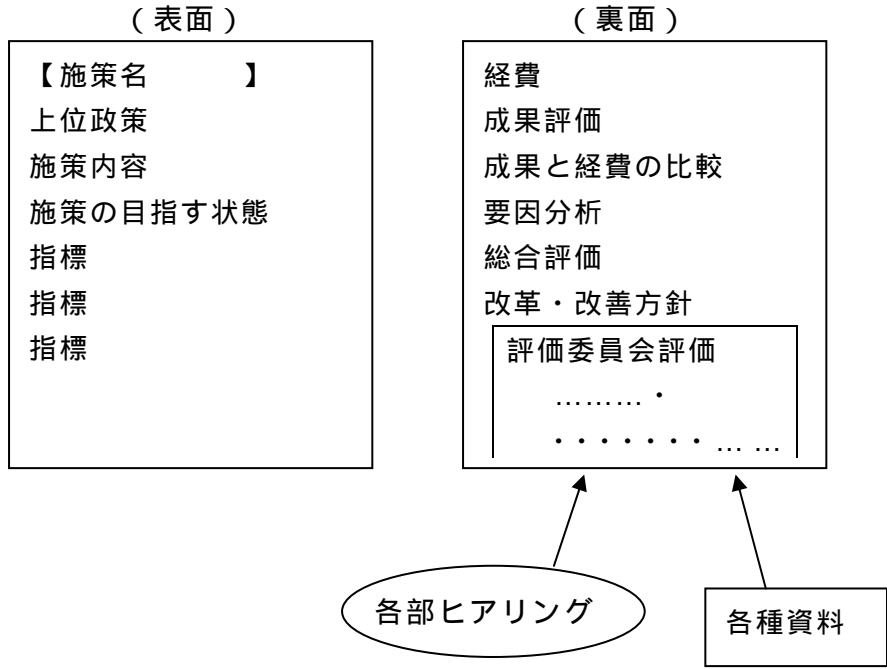 （表面）
【施策名　　　】
上位政策
施策内容
施策の目指す状態
指標
指標
指標
（裏面）
経費
成果評価
成果と経費の比較
要因分析
総合評価
改革・改善方針
評価委員会評価
………・
・・・・・・・……
各部ヒアリング
各種資料